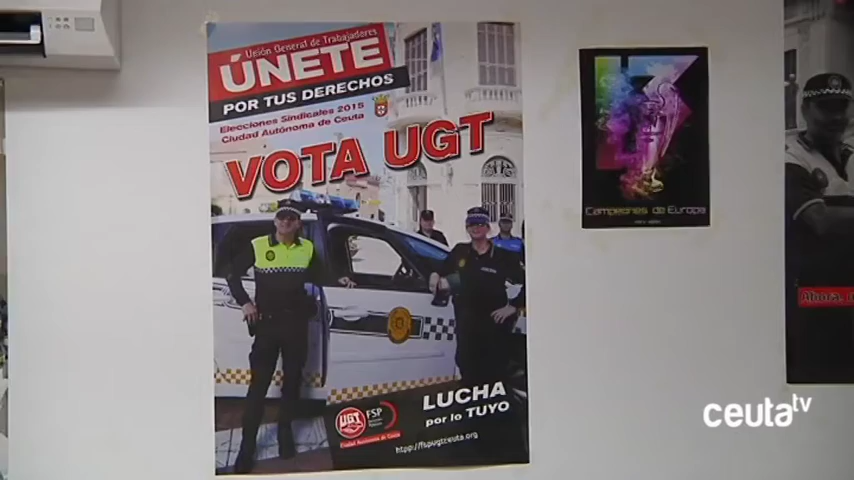 Unión General de Trabajadores
ÚNETE
POR TUS DERECHOS
Elecciones Sindicales 2015
Ciudad Autónoma de Ceuta
VOTA UGT
LUCHA
por lo TUYO
UGT
FSP
Ciudad Autónoma de Ceuta
http://fspugtceuta.org
Campeones de Europa
Ahora,
ceuta tv